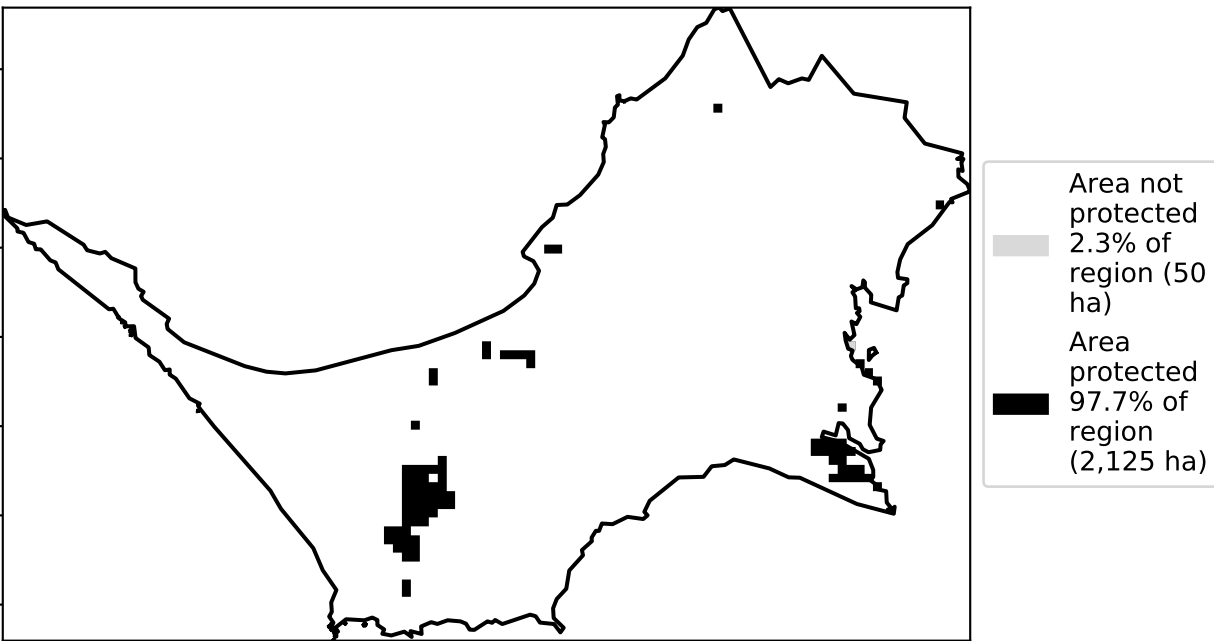 Area not
protected
2.3% of
region (50
ha)
Area
protected
97.7% of
region
(2,125 ha)